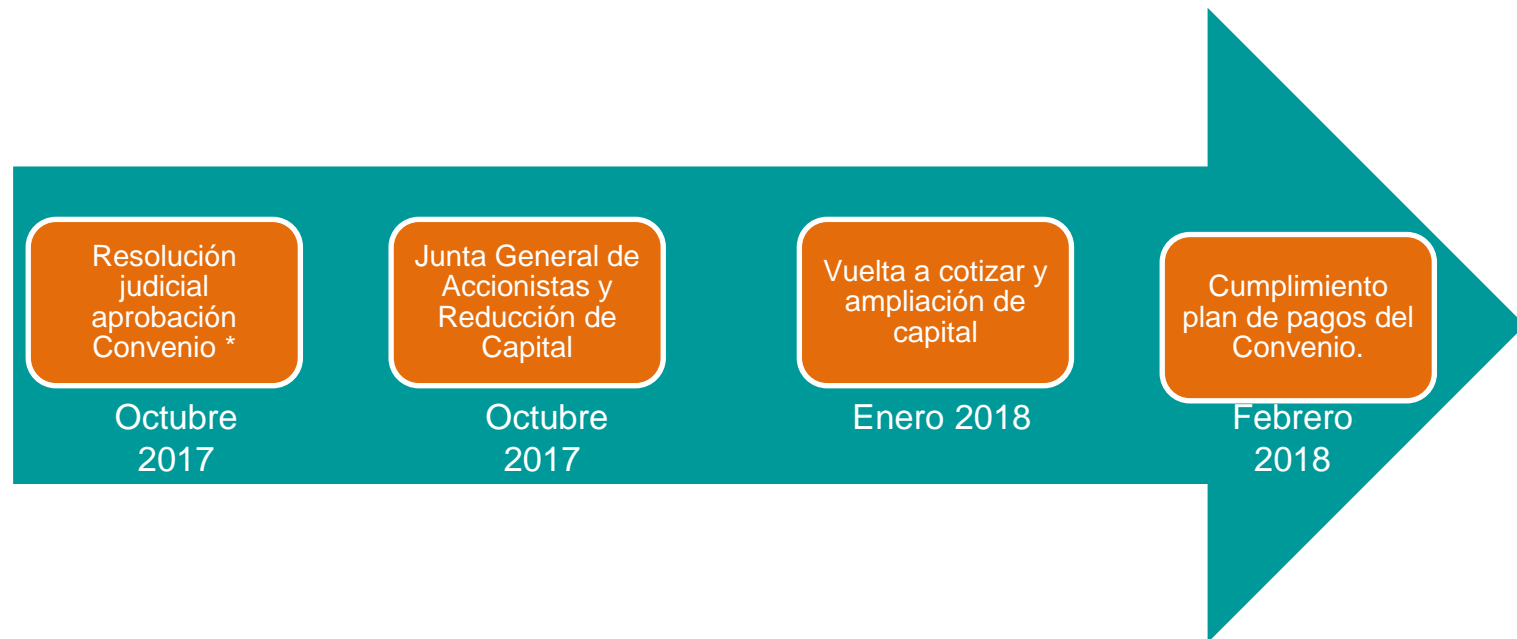 Resolución
judicial
aprobación
Convenio *
Octubre
2017
Junta General de
Accionistas y
Reducción de
Capital
Octubre
2017
Vuelta a cotizar y
ampliación de
capital
Enero 2018
Cumplimiento
plan de pagos del
Convenio.
Febrero
2018